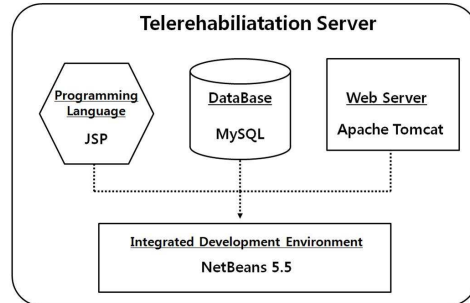 Telerehabiliatation Server
Programming
Language
JSP
DataBase
MySQL
Web Server
Apache Tomcat
Integrated Development Environment
NetBeans 5.5